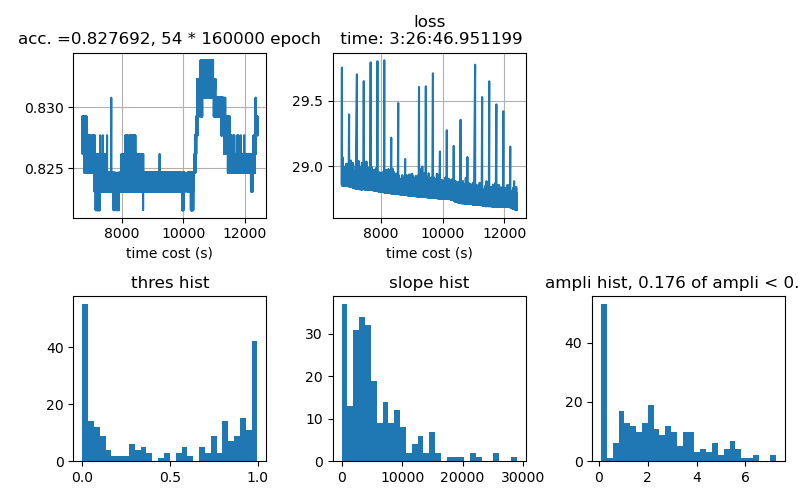 acc. =0.827692, 54 * 160000 epoch
loss
time: 3:26:46.951199
0.830
0.825
8000 10000 12000
time cost (s)
29.5
29.0
8000 10000 12000
time cost (s)
thres hist
40
20
0
0.0 0.5 1.0
slope hist
30
20
10
0
0 10000 20000 30000
ampli hist, 0.176 of ampli < 0.
40
20
0
0 2 4 6